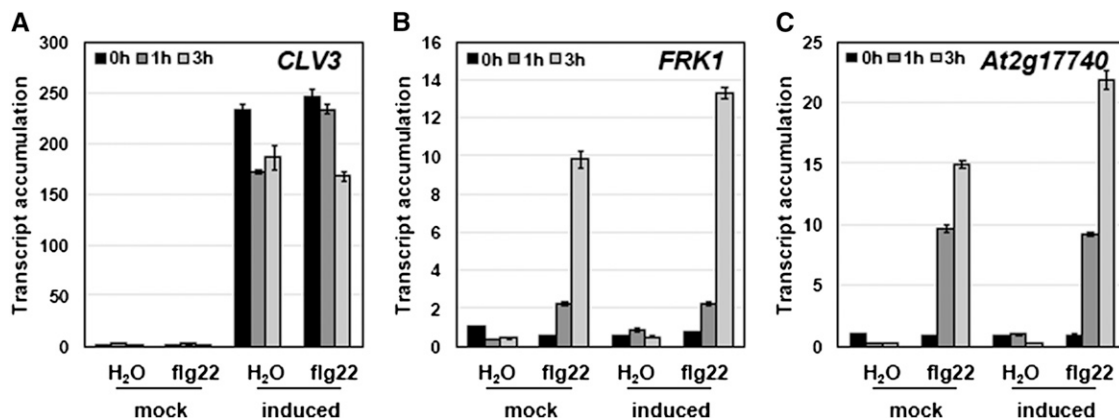 A
CLV3
0h 1h 3h
Transcript accumulation
300
250
200
150
100
50
0
H₂O flg22 H₂O flg22
mock induced
B
FRK1
0h 1h 3h
Transcript accumulation
16
14
12
10
8
6
4
2
0
H₂O flg22 H₂O flg22
mock induced
C
At2g17740
0h 1h 3h
Transcript accumulation
25
20
15
10
5
0
H₂O flg22 H₂O flg22
mock induced